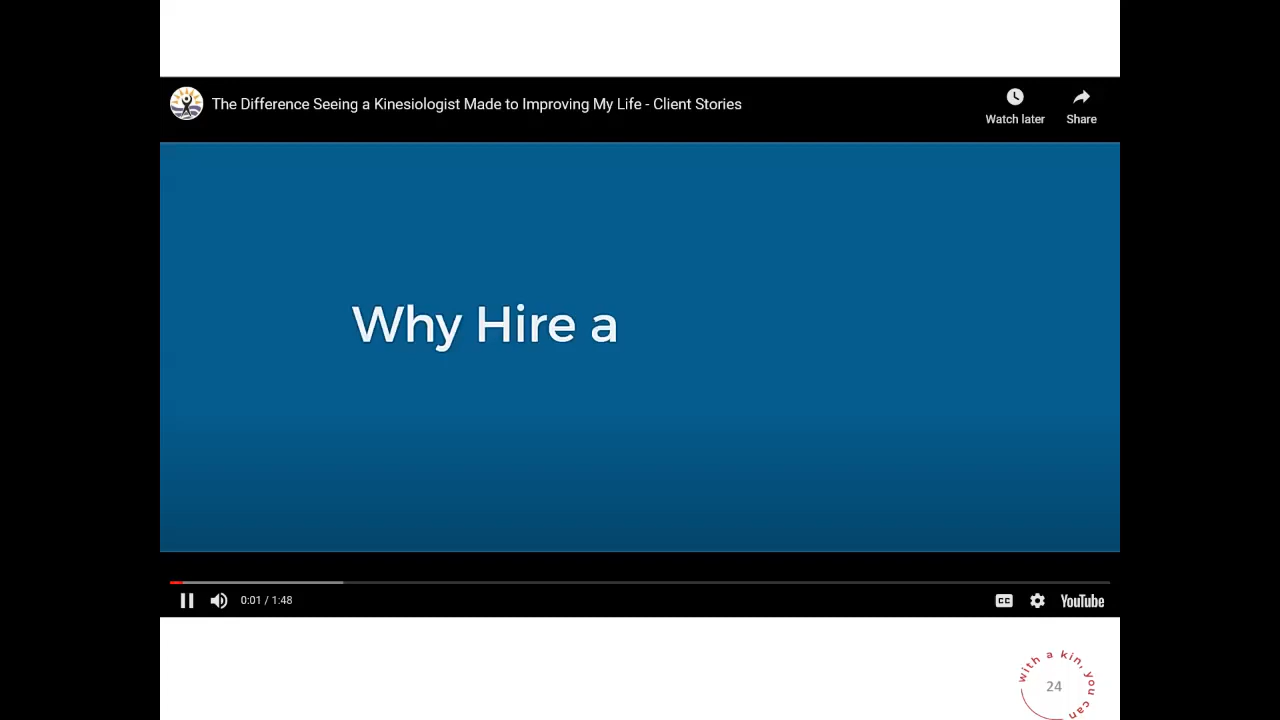 The Difference Seeing a Kinesiologist Made to Improving My Life - Client Stories
Watch later
Share
Why Hire a
0:01 / 1:48
CC
YouTube
with a kin, you can
24